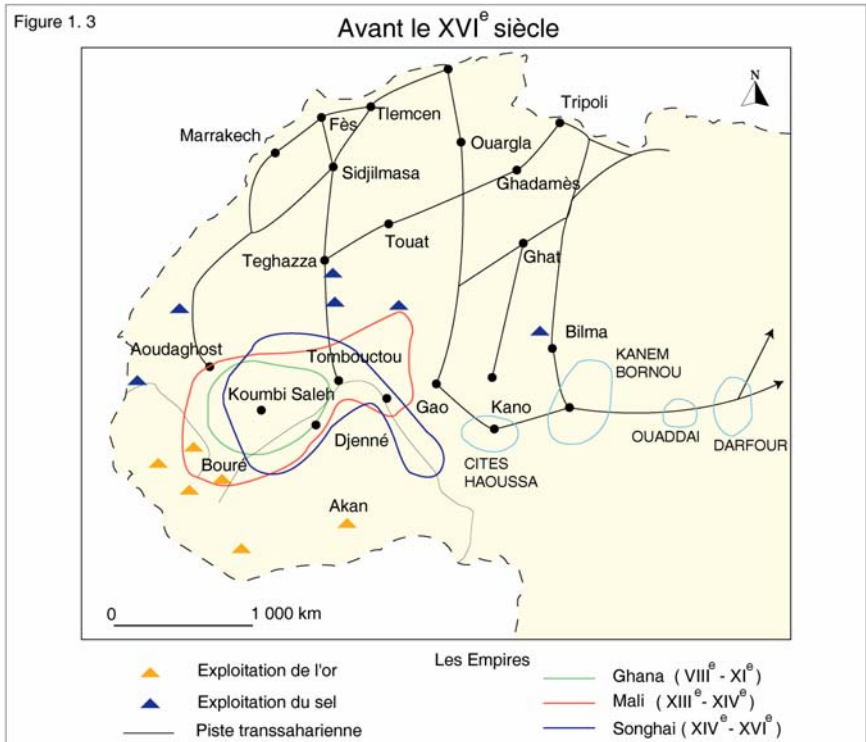 Figure 1. 3
Avant le XVIe siècle
N
Tripoli
Tlemcen
Fès
Marrakech
Ouargla
Sidjilmasa
Ghadamès
Touat
Teghazza
Ghat
Bilma
Aoudaghost
Tombouctou
KANEM
BORNOU
Koumbi Saleh
Gao
Kano
Djenné
OUADDAI
DARFOUR
Bouré
CITES
HAOUSSA
Akan
0 1 000 km
Les Empires
Exploitation de l'or
Ghana (VIIIe - XIe)
Exploitation du sel
Mali (XIIIe - XIVe)
Piste transsaharienne
Songhai (XIVe - XVIe)